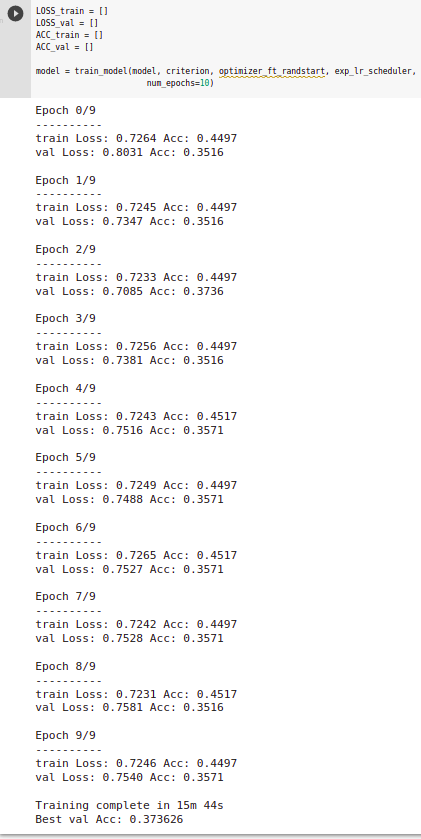 LOSS_train = []
LOSS_val = []
ACC_train = []
ACC_val = []
model = train_model(model, criterion, optimizer_ft_randstart, exp_lr_scheduler,
num_epochs=10)
Epoch 0/9
----------
train Loss: 0.7264 Acc: 0.4497
val Loss: 0.8031 Acc: 0.3516
Epoch 1/9
----------
train Loss: 0.7245 Acc: 0.4497
val Loss: 0.7347 Acc: 0.3516
Epoch 2/9
----------
train Loss: 0.7233 Acc: 0.4497
val Loss: 0.7085 Acc: 0.3736
Epoch 3/9
----------
train Loss: 0.7256 Acc: 0.4497
val Loss: 0.7381 Acc: 0.3516
Epoch 4/9
----------
train Loss: 0.7243 Acc: 0.4517
val Loss: 0.7516 Acc: 0.3571
Epoch 5/9
----------
train Loss: 0.7249 Acc: 0.4497
val Loss: 0.7488 Acc: 0.3571
Epoch 6/9
----------
train Loss: 0.7265 Acc: 0.4517
val Loss: 0.7527 Acc: 0.3571
Epoch 7/9
----------
train Loss: 0.7242 Acc: 0.4497
val Loss: 0.7528 Acc: 0.3571
Epoch 8/9
----------
train Loss: 0.7231 Acc: 0.4517
val Loss: 0.7581 Acc: 0.3516
Epoch 9/9
----------
train Loss: 0.7246 Acc: 0.4497
val Loss: 0.7540 Acc: 0.3571
Training complete in 15m 44s
Best val Acc: 0.373626